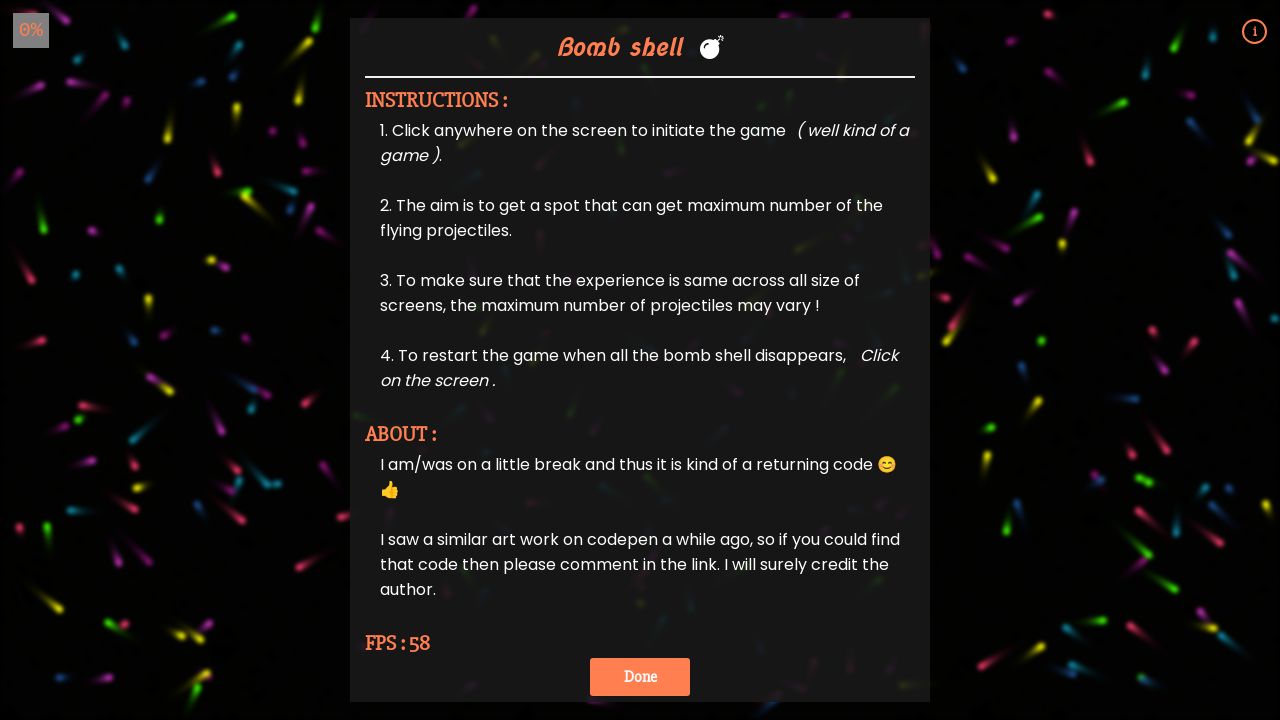 0%
i
Bomb shell 💣
INSTRUCTIONS :
1. Click anywhere on the screen to initiate the game ( well kind of a
game ).
2. The aim is to get a spot that can get maximum number of the
flying projectiles.
3. To make sure that the experience is same across all size of
screens, the maximum number of projectiles may vary !
4. To restart the game when all the bomb shell disappears, Click
on the screen .
ABOUT :
I am/was on a little break and thus it is kind of a returning code 😊
👍
I saw a similar art work on codepen a while ago, so if you could find
that code then please comment in the link. I will surely credit the
author.
FPS : 58
Done